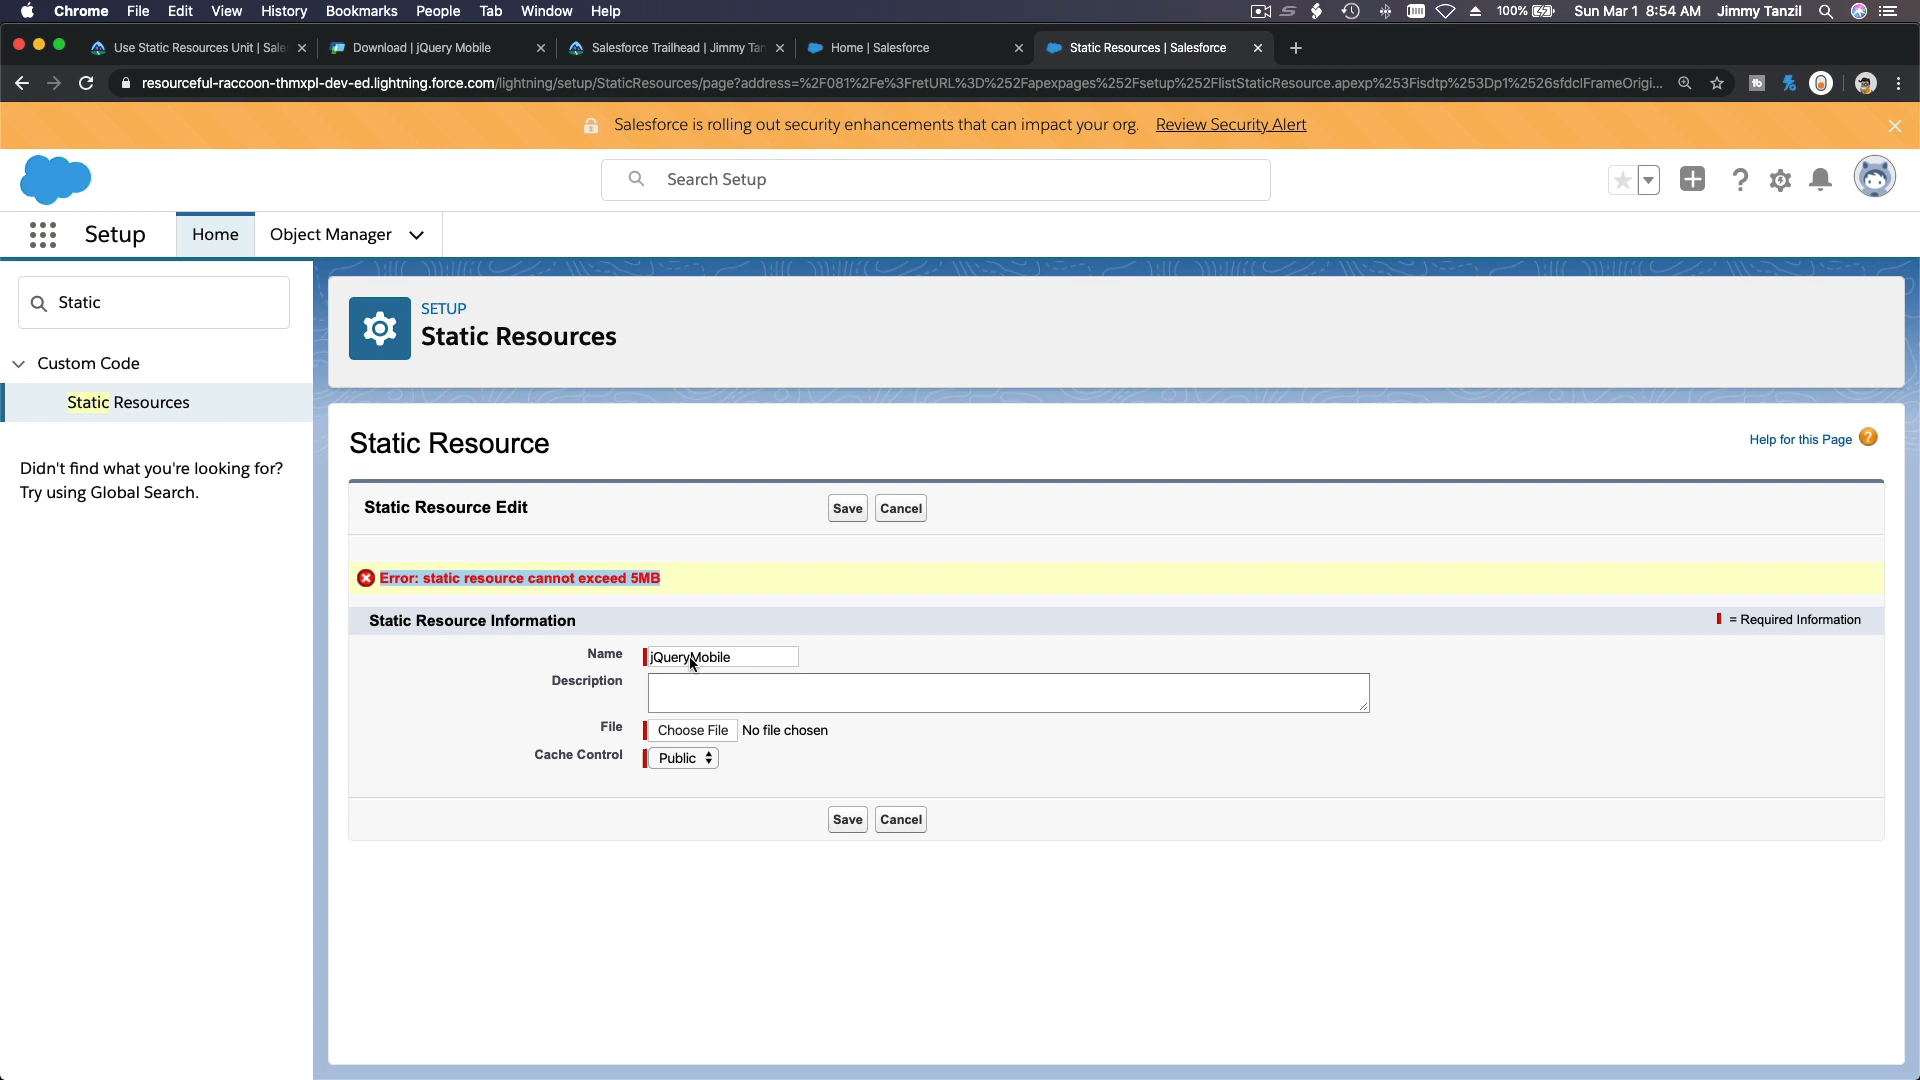 Chrome File Edit View History Bookmarks People Tab Window Help 100% Sun Mar 1 8:54 AM Jimmy Tanzil
Use Static Resources Unit | Sale Download | jQuery Mobile Salesforce Trailhead | Jimmy Tan Home | Salesforce Static Resources | Salesforce
resourceful-raccoon-thmxpl-dev-ed.lightning.force.com/lightning/setup/StaticResources/page?address=%2F081%2Fe%3FretURL%3D%252Fapexpages%252Fsetup%252FlistStaticResource.apexp%253Fisdtp%253Dp1%2526sfdcIFrameOrigi...
Salesforce is rolling out security enhancements that can impact your org. Review Security Alert
Search Setup
Setup Home Object Manager
Static
Custom Code
Static Resources
Didn't find what you're looking for?
Try using Global Search.
SETUP
Static Resources
Static Resource
Help for this Page
Static Resource Edit
Save Cancel
Error: static resource cannot exceed 5MB
Static Resource Information
= Required Information
Name jQueryMobile
Description
File Choose File No file chosen
Cache Control Public
Save Cancel